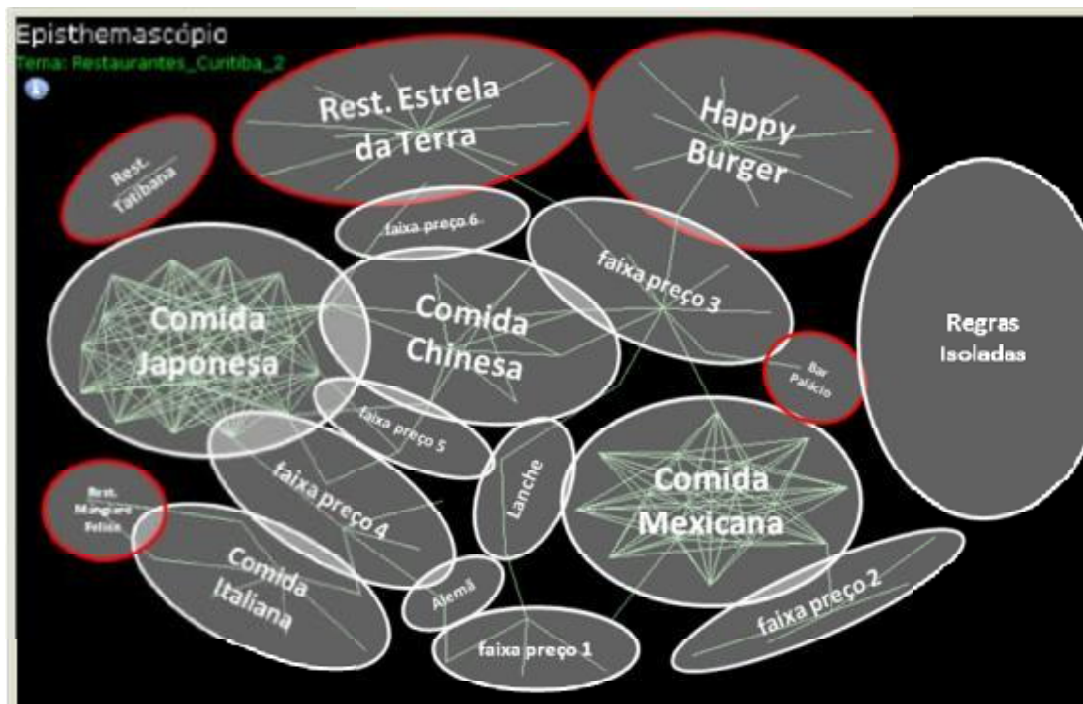 Episthemascópio
Tema: Restaurantes_Curitiba_2
Rest. Estrela
da Terra
Happy
Burger
Rest.
Tatibana
faixa preço 6
faixa preço 3
Comida
Japonesa
Comida
Chinesa
Regras
Isoladas
Bar
Palácio
faixa preço 5
Lanche
Comida
Mexicana
faixa preço 4
Rest.
Felice
Comida
Italiana
Alemã
faixa preço 2
faixa preço 1